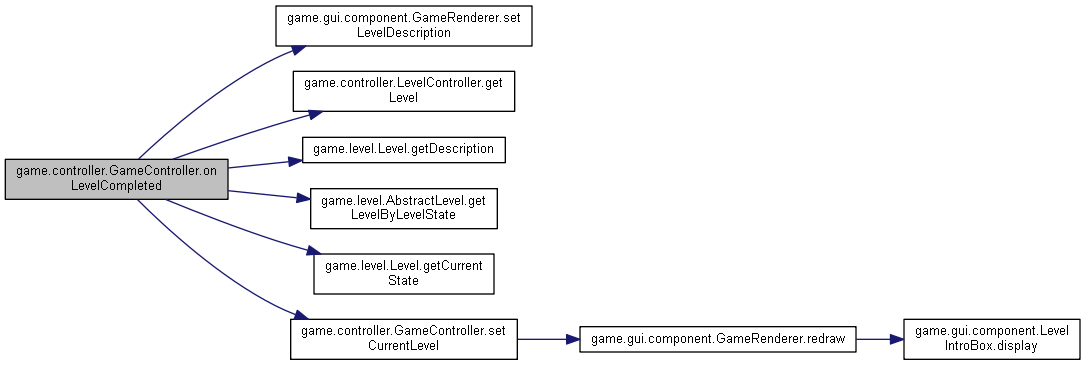 game.gui.component.GameRenderer.set
LevelDescription
game.controller.LevelController.get
Level
game.level.Level.getDescription
game.controller.GameController.on
LevelCompleted
game.level.AbstractLevel.get
LevelByLevelState
game.level.Level.getCurrent
State
game.controller.GameController.set
CurrentLevel
game.gui.component.GameRenderer.redraw
game.gui.component.Level
IntroBox.display